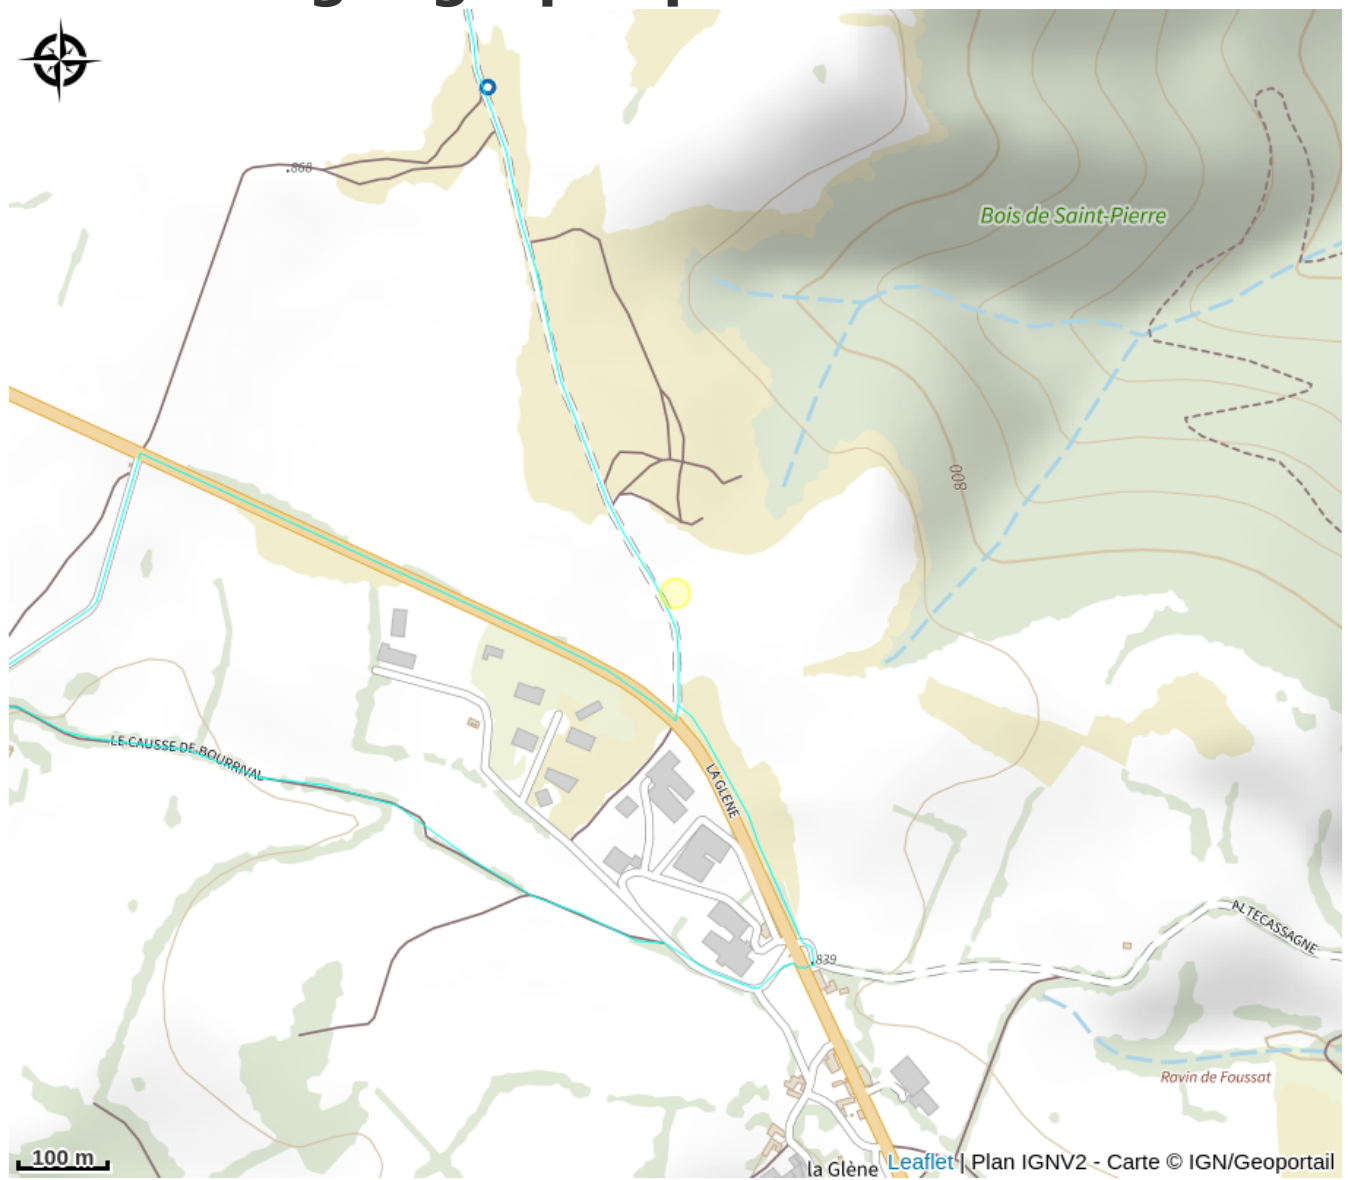 .868
Bois de Saint-Pierre
800
LE CAUSSE DE BOURRIVAL
LA GLENE
ALTECASSAGNE
839
Ravin de Foussat
100 m
la Glène
Leaflet | Plan IGNV2 - Carte © IGN/Geoportail